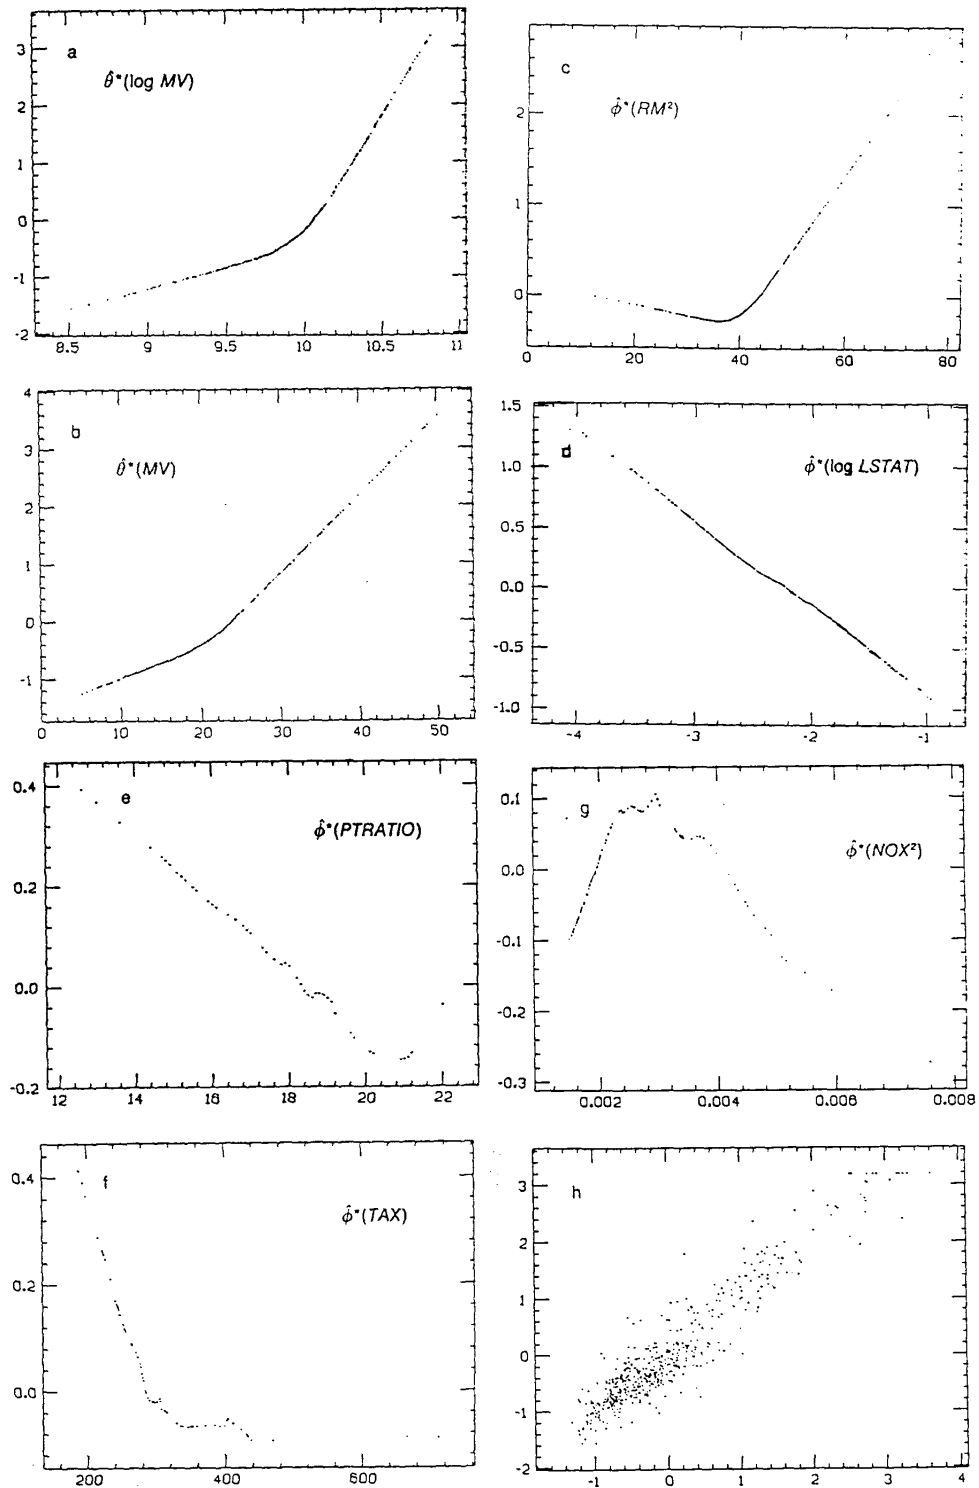 a
θ̂*(log MV)
3
2
1
0
-1
-2
8.5 9 9.5 10 10.5 11
c
φ̂*(RM²)
2
1
0
0 20 40 60 80
b
θ̂*(MV)
4
3
2
1
0
-1
0 10 20 30 40 50
d
φ̂*(log LSTAT)
1.5
1.0
0.5
0.0
-0.5
-1.0
-4 -3 -2 -1
e
φ̂*(PTRATIO)
0.4
0.2
0.0
-0.2
12 14 16 18 20 22
g
φ̂*(NOX²)
0.1
0.0
-0.1
-0.2
-0.3
0.002 0.004 0.006 0.008
f
φ̂*(TAX)
0.4
0.2
0.0
200 400 600
h
3
2
1
0
-1
-2
-1 0 1 2 3 4